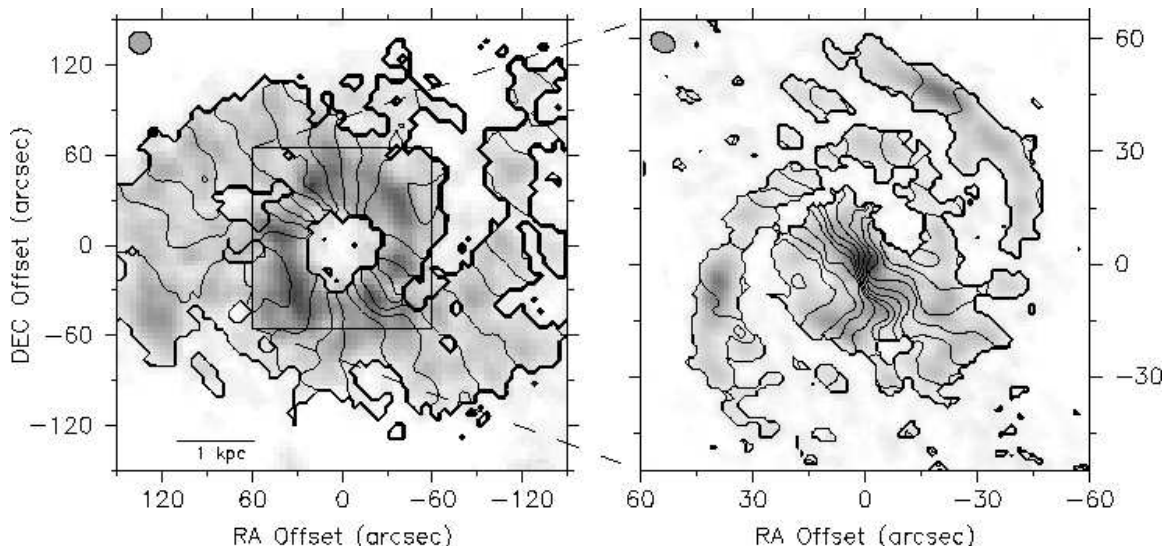 120
60
0
−60
−120
DEC Offset (arcsec)
1 kpc
120 60 0 −60 −120
RA Offset (arcsec)
60
30
0
−30
60 30 0 −30 −60
RA Offset (arcsec)